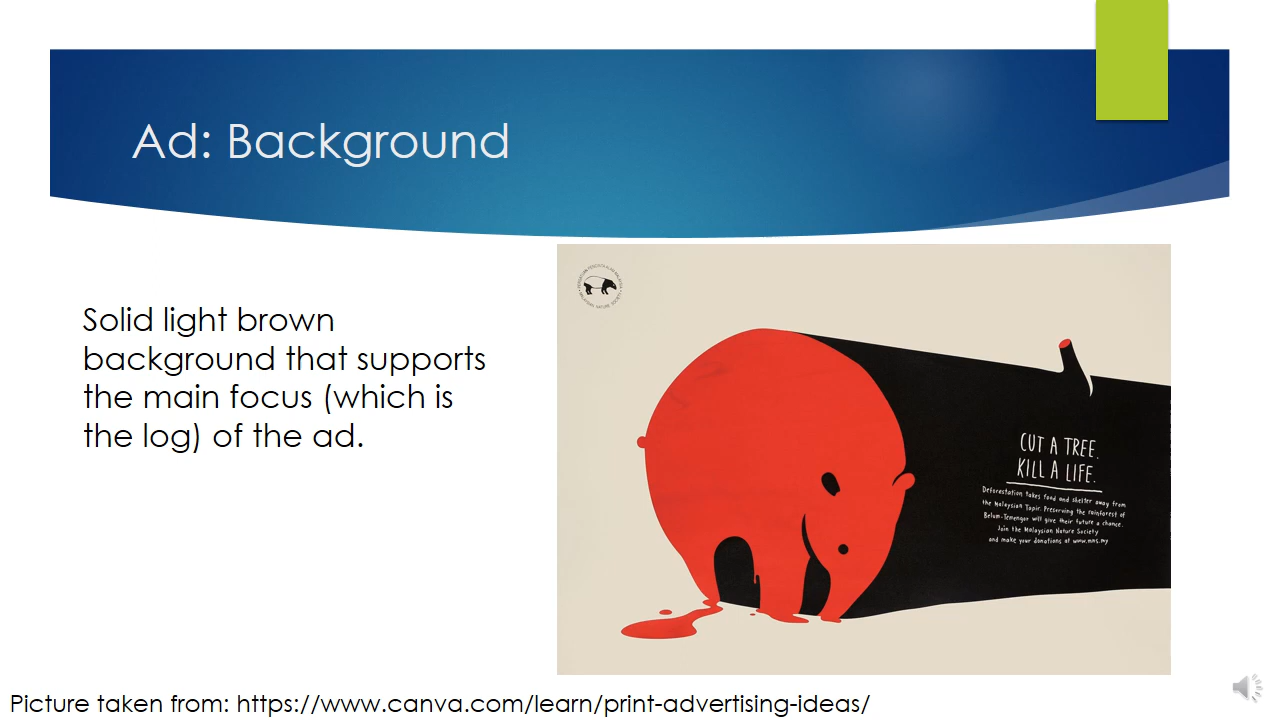 Ad: Background
Solid light brown
background that supports
the main focus (which is
the log) of the ad.
CUT A TREE.
KILL A LIFE.
Deforestation takes food and shelter away from
the Malaysian Tapir. Preserving the rainforest of
Belum-Temengor will give their future a chance.
Join the Malaysian Nature Society
and make your donations at www.mns.my
Picture taken from: https://www.canva.com/learn/print-advertising-ideas/